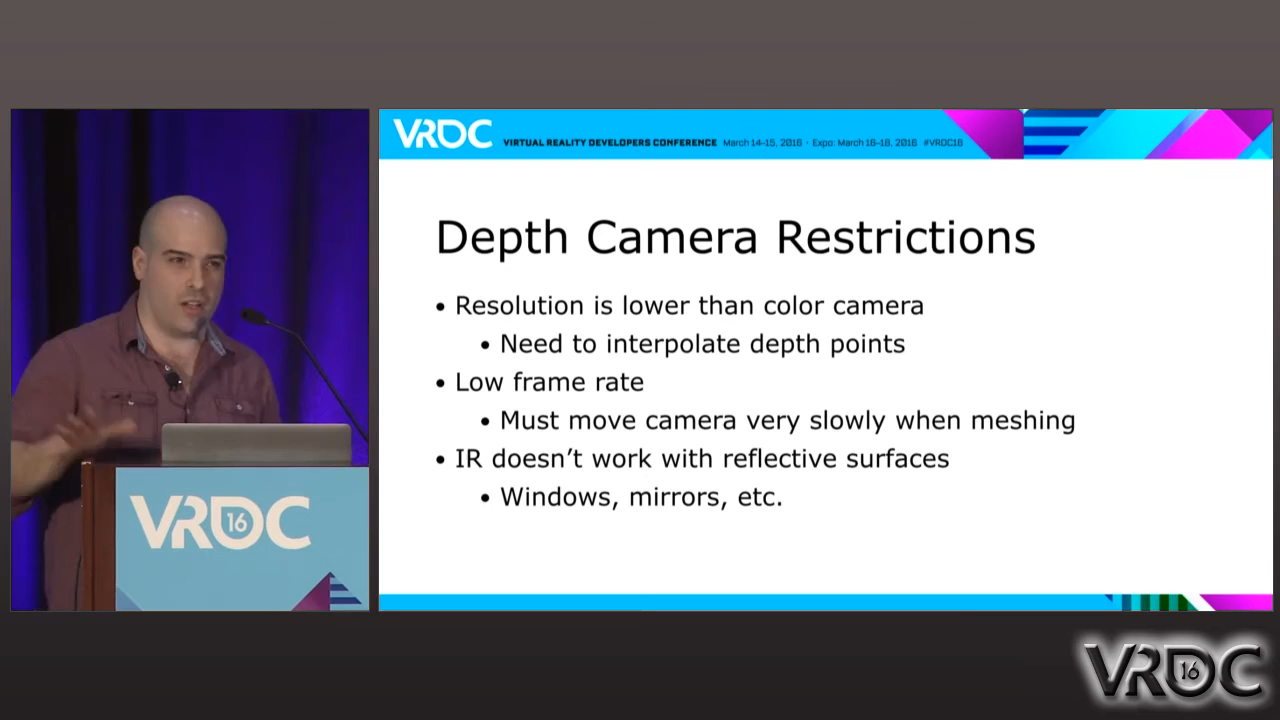 VRDC VIRTUAL REALITY DEVELOPERS CONFERENCE March 14-15, 2016 · Expo: March 16-18, 2016 #VRDC16
Depth Camera Restrictions
• Resolution is lower than color camera
• Need to interpolate depth points
• Low frame rate
• Must move camera very slowly when meshing
• IR doesn't work with reflective surfaces
• Windows, mirrors, etc.
VRDC 16
VRDC 16